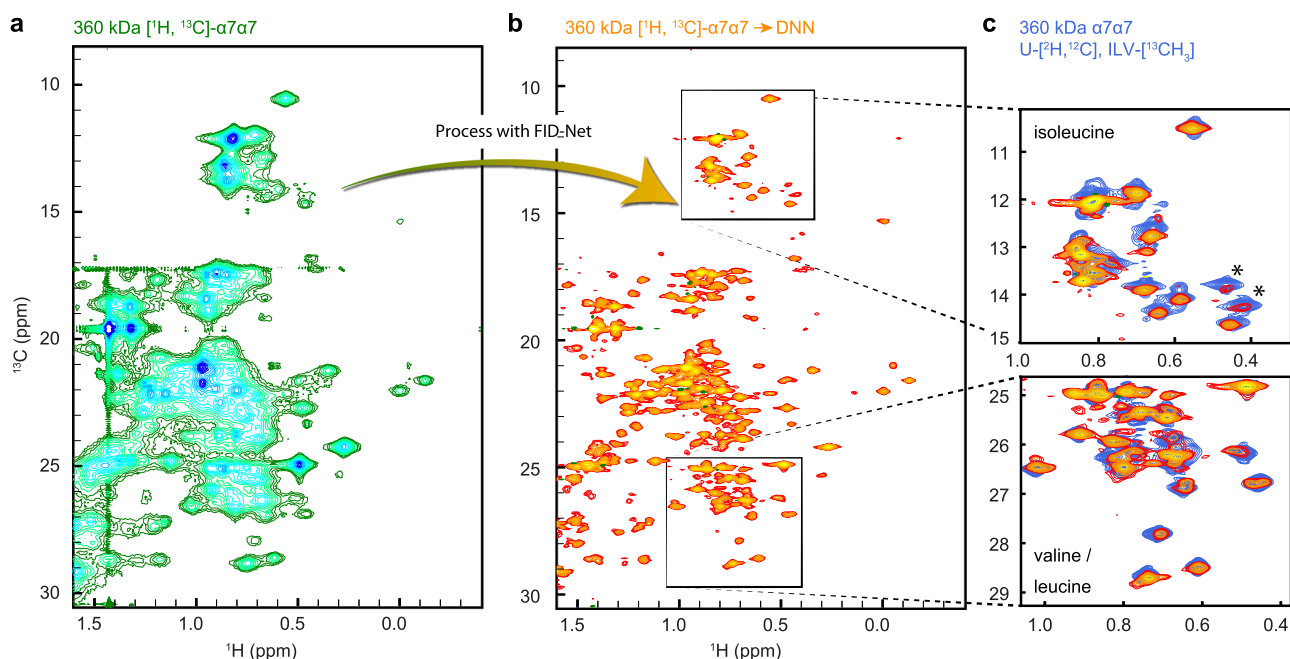 a
360 kDa [¹H, ¹³C]-α7α7
b
360 kDa [¹H, ¹³C]-α7α7 → DNN
c
360 kDa α7α7
U-[²H,¹²C], ILV-[¹³CH₃]
Process with FID-Net
10
15
20
25
30
¹³C (ppm)
1.5
1.0
0.5
0.0
¹H (ppm)
10
15
20
25
30
1.5
1.0
0.5
0.0
¹H (ppm)
isoleucine
11
12
13
14
15
*
*
1.0
0.8
0.6
0.4
25
26
27
28
29
valine /
leucine
1.0
0.8
0.6
0.4